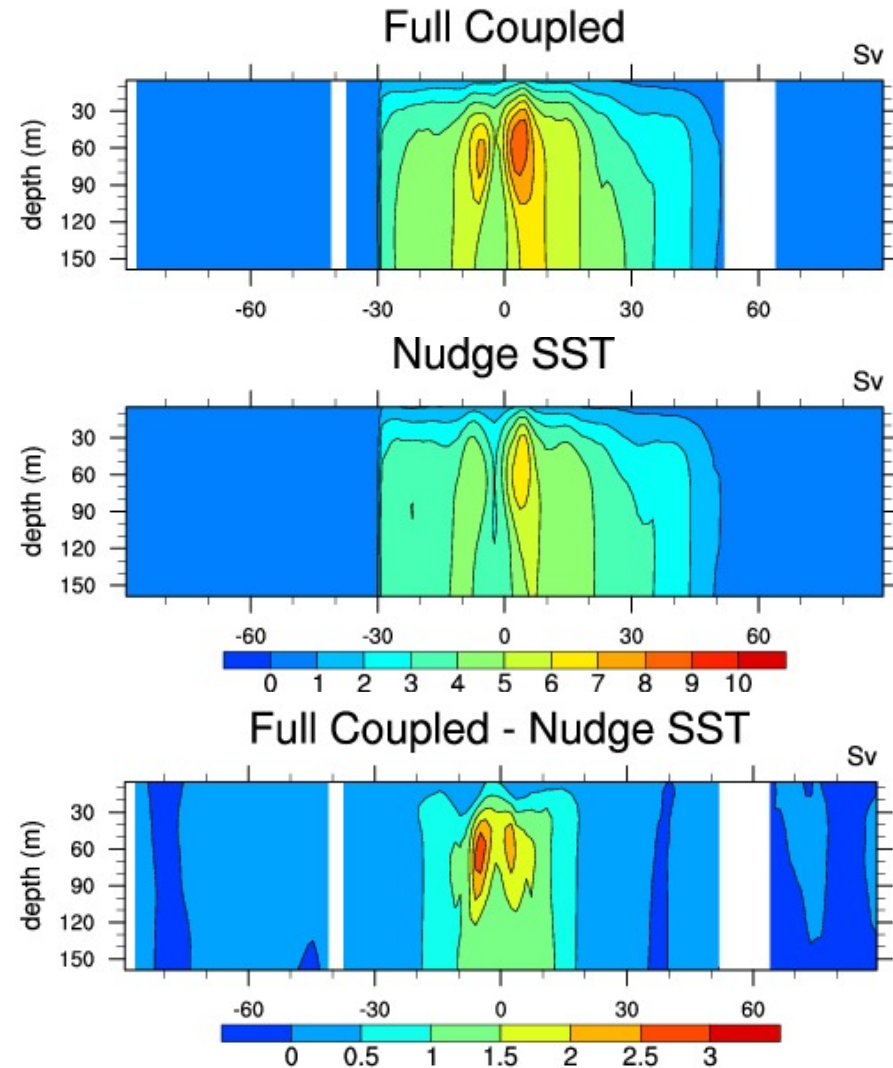 Full Coupled
Sv
depth (m)
30
60
90
120
150
-60 -30 0 30 60
Nudge SST
Sv
depth (m)
30
60
90
120
150
-60 -30 0 30 60
0 1 2 3 4 5 6 7 8 9 10
Full Coupled - Nudge SST
Sv
depth (m)
30
60
90
120
150
-60 -30 0 30 60
0 0.5 1 1.5 2 2.5 3